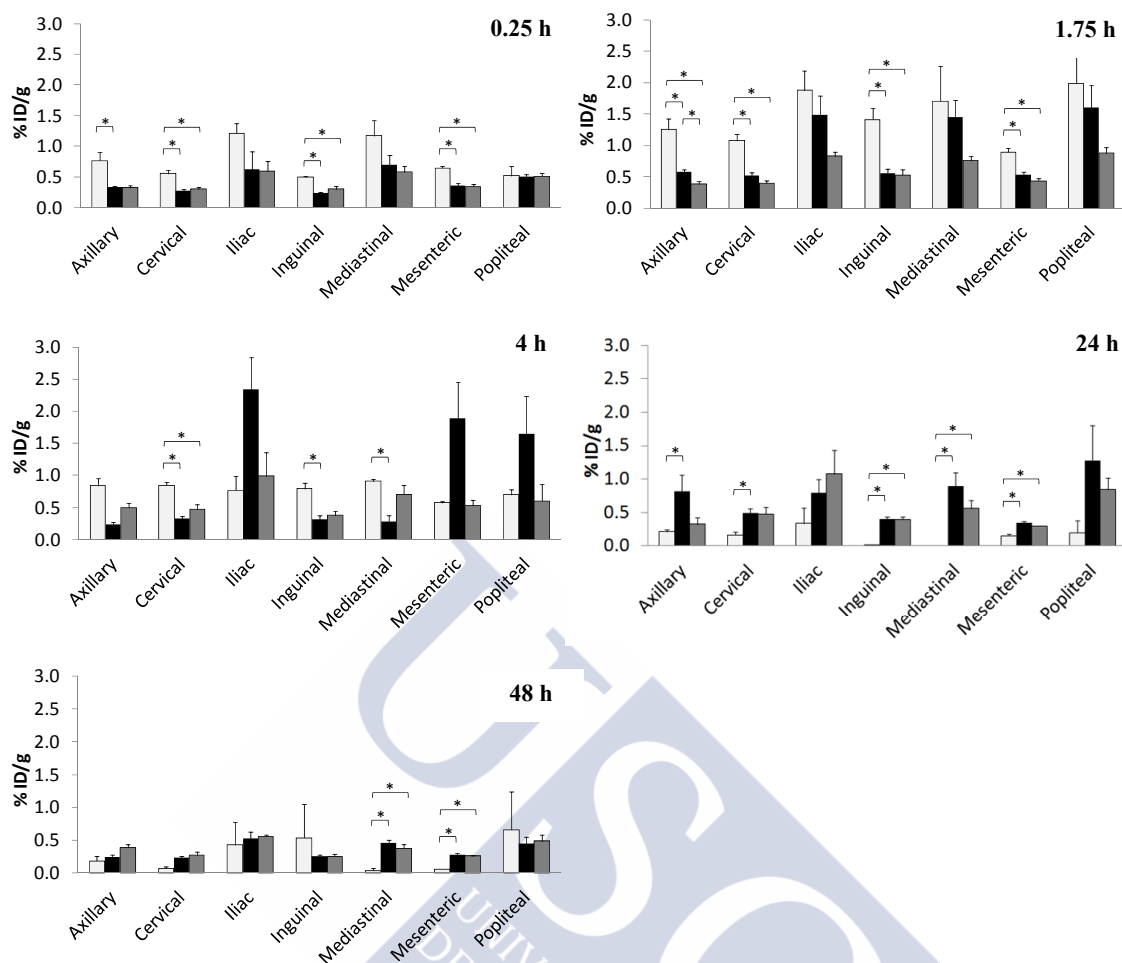 0.25 h
% ID/g
3.0
2.5
2.0
1.5
1.0
0.5
0.0
* * * * * * *
Axillary Cervical Iliac Inguinal Mediastinal Mesenteric Popliteal
1.75 h
% ID/g
3.0
2.5
2.0
1.5
1.0
0.5
0.0
* * * * * * * * *
Axillary Cervical Iliac Inguinal Mediastinal Mesenteric Popliteal
4 h
% ID/g
3.0
2.5
2.0
1.5
1.0
0.5
0.0
* * * *
Axillary Cervical Iliac Inguinal Mediastinal Mesenteric Popliteal
24 h
% ID/g
3.0
2.5
2.0
1.5
1.0
0.5
0.0
* * * * * * * *
Axillary Cervical Iliac Inguinal Mediastinal Mesenteric Popliteal
48 h
% ID/g
3.0
2.5
2.0
1.5
1.0
0.5
0.0
* * * *
Axillary Cervical Iliac Inguinal Mediastinal Mesenteric Popliteal
USC